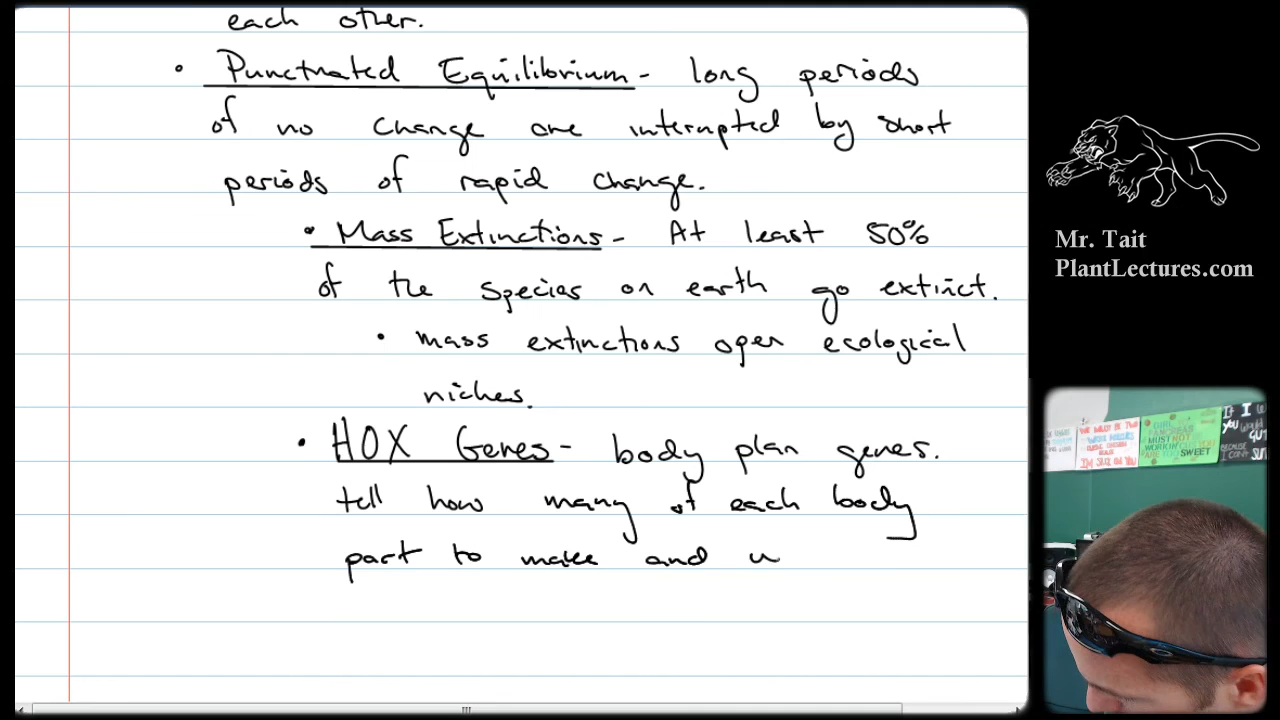 each other.
• Punctuated Equilibrium - long periods
of no change are interrupted by short
periods of rapid change.
• Mass Extinctions - At least 50%
of the species on earth go extinct.
• mass extinctions open ecological
niches.
• HOX Genes - body plan genes.
tell how many of each body
part to make and w
Mr. Tait
PlantLectures.com